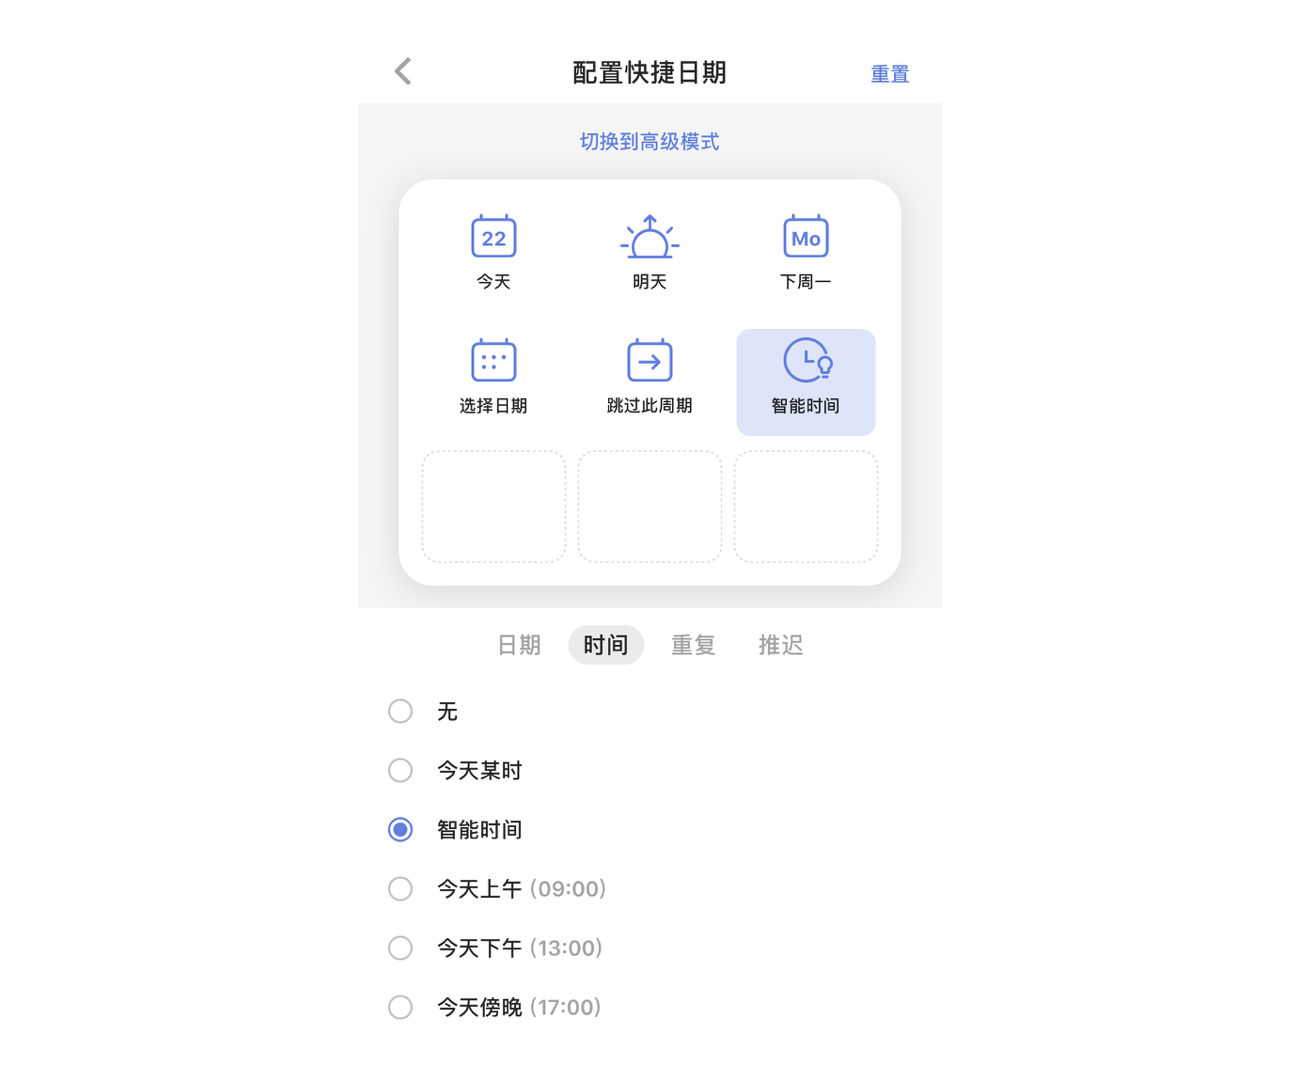 配置快捷日期
重置
切换到高级模式
22
Mo
今天
明天
下周一
选择日期
跳过此周期
智能时间
日期
时间
重复
推迟
无
今天某时
智能时间
今天上午 (09:00)
今天下午 (13:00)
今天傍晚 (17:00)